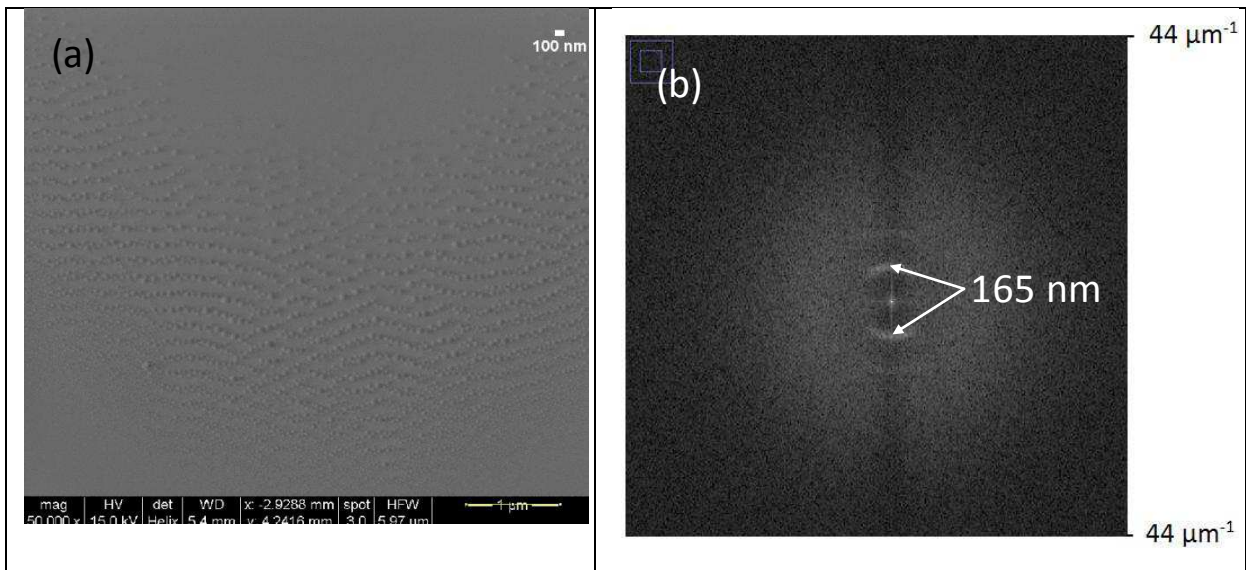 (a)
100 nm
mag HV det WD x: -2.9288 mm spot HFW
50 000 x 15.0 kV Helix 5.4 mm y: 4.2416 mm 3.0 5.97 µm
1 µm
(b)
165 nm
44 µm⁻¹
44 µm⁻¹